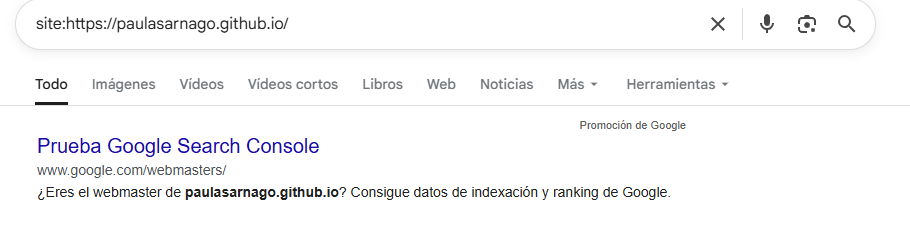 site:https://paulasarnago.github.io/
Todo Imágenes Vídeos Vídeos cortos Libros Web Noticias Más Herramientas
Promoción de Google
Prueba Google Search Console
www.google.com/webmasters/
¿Eres el webmaster de paulasarnago.github.io? Consigue datos de indexación y ranking de Google.